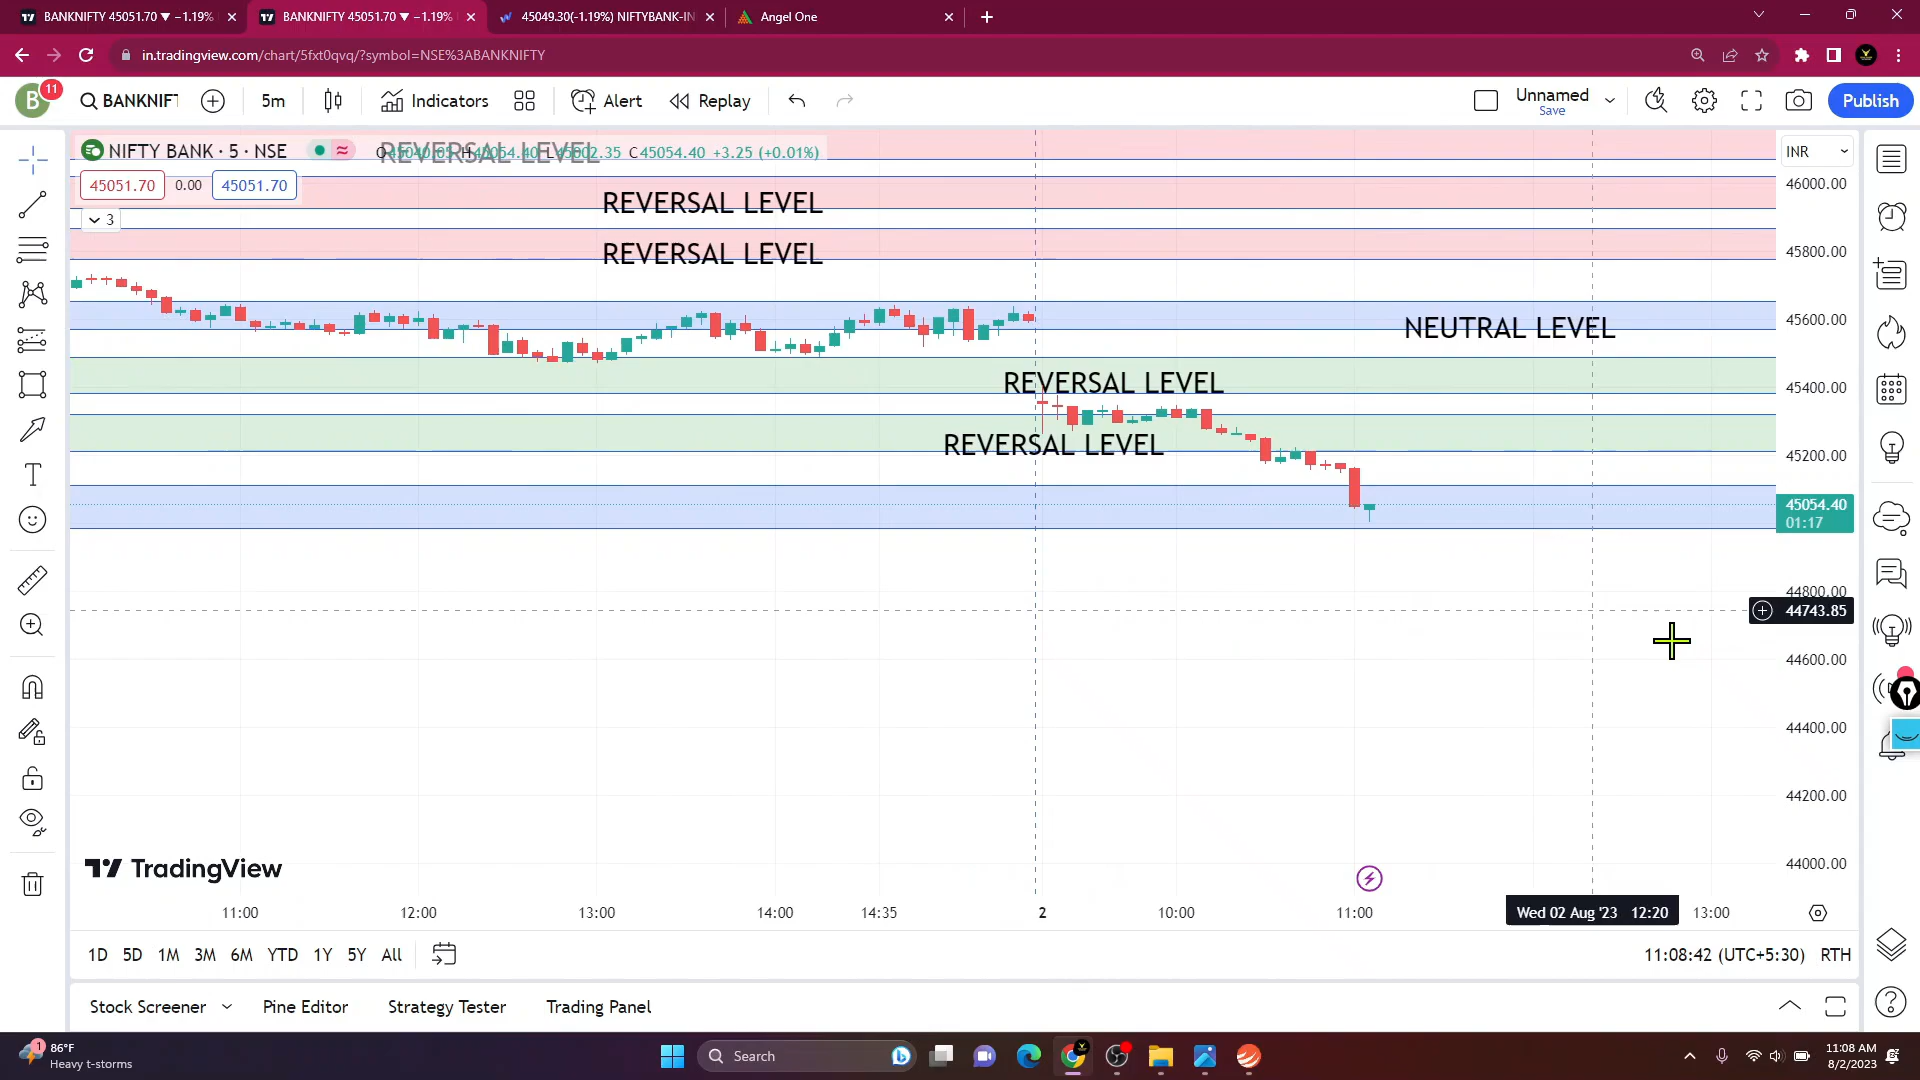 BANKNIFTY 45051.70 ▼ −1.19%
BANKNIFTY 45051.70 ▼ −1.19%
45049.30(-1.19%) NIFTYBANK-IN
Angel One
in.tradingview.com/chart/5fxt0qvq/?symbol=NSE%3ABANKNIFTY
B
11
BANKNIFT
5m
Indicators
Alert
Replay
Unnamed
Save
Publish
NIFTY BANK · 5 · NSE
REVERSAL LEVEL
H45054.40 C45054.40 +3.25 (+0.01%)
INR
45051.70
0.00
45051.70
3
REVERSAL LEVEL
REVERSAL LEVEL
NEUTRAL LEVEL
REVERSAL LEVEL
REVERSAL LEVEL
46000.00
45800.00
45600.00
45400.00
45200.00
45054.40
01:17
44800.00
44743.85
44600.00
44400.00
44200.00
44000.00
TradingView
11:00
12:00
13:00
14:00
14:35
2
10:00
11:00
Wed 02 Aug '23 12:20
13:00
1D
5D
1M
3M
6M
YTD
1Y
5Y
All
11:08:42 (UTC+5:30)
RTH
Stock Screener
Pine Editor
Strategy Tester
Trading Panel
1
86°F
Heavy t-storms
Search
11:08 AM
8/2/2023